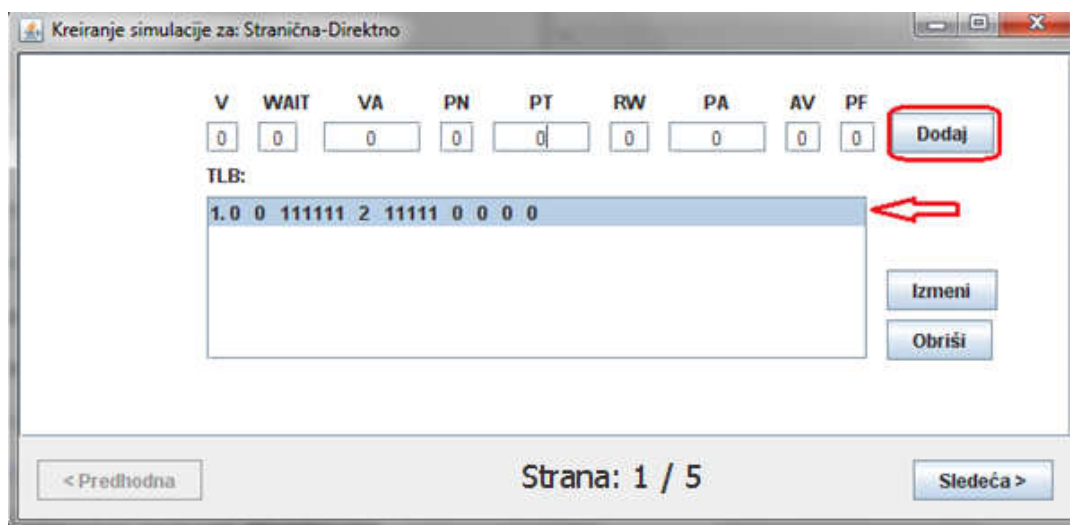 Kreiranje simulacije za: Stranična-Direktno
V WAIT VA PN PT RW PA AV PF
0 0 0 0 0 0 0 0 0 Dodaj
TLB:
1. 0 0 111111 2 11111 0 0 0 0
Izmeni
Obriši
< Predhodna Strana: 1 / 5 Sledeća >